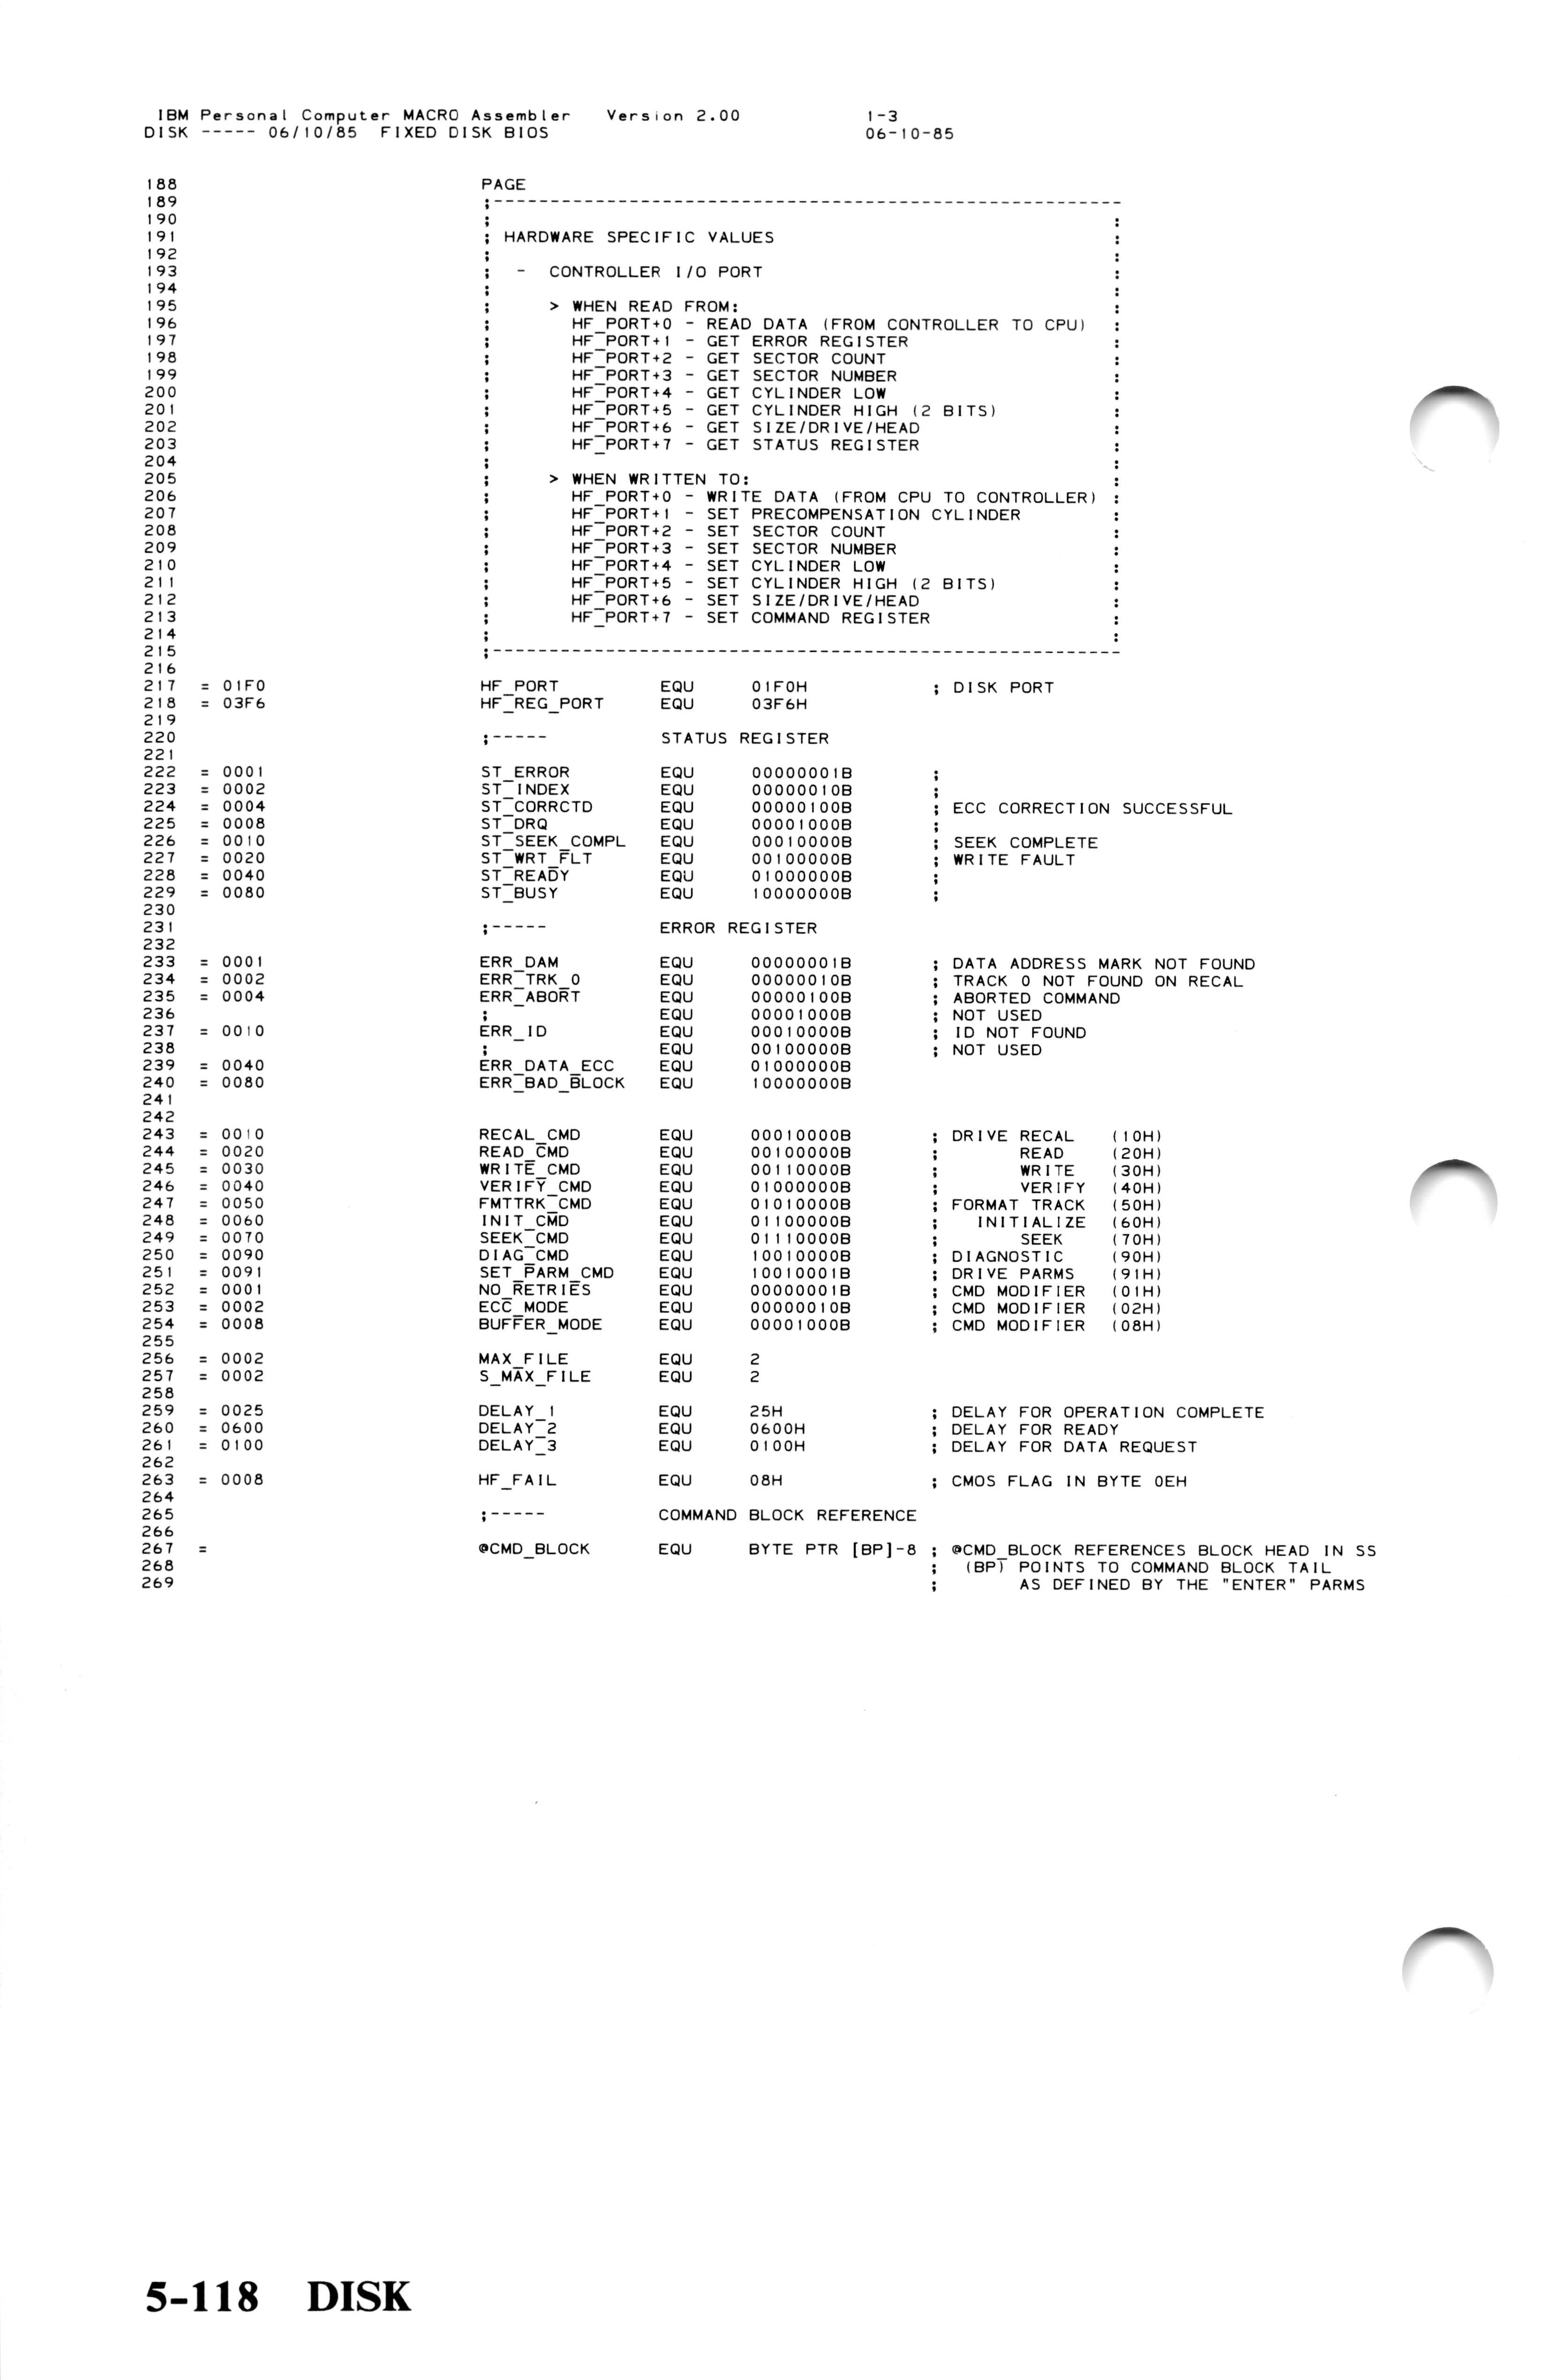 IBM Personal Computer MACRO Assembler   Version 2.00            1-3
DISK ----- 06/10/85  FIXED DISK BIOS                            06-10-85
188                           PAGE
189                           ;--------------------------------------------------------
190                           ;                                                       :
191                           ; HARDWARE SPECIFIC VALUES                              :
192                           ;                                                       :
193                           ;  -  CONTROLLER I/O PORT                               :
194                           ;                                                       :
195                           ;     > WHEN READ FROM:                                 :
196                           ;       HF_PORT+0 - READ DATA (FROM CONTROLLER TO CPU)  :
197                           ;       HF_PORT+1 - GET ERROR REGISTER                  :
198                           ;       HF_PORT+2 - GET SECTOR COUNT                    :
199                           ;       HF_PORT+3 - GET SECTOR NUMBER                   :
200                           ;       HF_PORT+4 - GET CYLINDER LOW                    :
201                           ;       HF_PORT+5 - GET CYLINDER HIGH (2 BITS)          :
202                           ;       HF_PORT+6 - GET SIZE/DRIVE/HEAD                 :
203                           ;       HF_PORT+7 - GET STATUS REGISTER                 :
204                           ;                                                       :
205                           ;     > WHEN WRITTEN TO:                                :
206                           ;       HF_PORT+0 - WRITE DATA (FROM CPU TO CONTROLLER) :
207                           ;       HF_PORT+1 - SET PRECOMPENSATION CYLINDER        :
208                           ;       HF_PORT+2 - SET SECTOR COUNT                    :
209                           ;       HF_PORT+3 - SET SECTOR NUMBER                   :
210                           ;       HF_PORT+4 - SET CYLINDER LOW                    :
211                           ;       HF_PORT+5 - SET CYLINDER HIGH (2 BITS)          :
212                           ;       HF_PORT+6 - SET SIZE/DRIVE/HEAD                 :
213                           ;       HF_PORT+7 - SET COMMAND REGISTER                :
214                           ;                                                       :
215                           ;--------------------------------------------------------
216
217  = 01F0                   HF_PORT         EQU     01F0H           ; DISK PORT
218  = 03F6                   HF_REG_PORT     EQU     03F6H
219
220                           ;-----          STATUS REGISTER
221
222  = 0001                   ST_ERROR        EQU     00000001B       ;
223  = 0002                   ST_INDEX        EQU     00000010B       ;
224  = 0004                   ST_CORRCTD      EQU     00000100B       ; ECC CORRECTION SUCCESSFUL
225  = 0008                   ST_DRQ          EQU     00001000B       ;
226  = 0010                   ST_SEEK_COMPL   EQU     00010000B       ; SEEK COMPLETE
227  = 0020                   ST_WRT_FLT      EQU     00100000B       ; WRITE FAULT
228  = 0040                   ST_READY        EQU     01000000B       ;
229  = 0080                   ST_BUSY         EQU     10000000B       ;
230
231                           ;-----          ERROR REGISTER
232
233  = 0001                   ERR_DAM         EQU     00000001B       ; DATA ADDRESS MARK NOT FOUND
234  = 0002                   ERR_TRK_0       EQU     00000010B       ; TRACK 0 NOT FOUND ON RECAL
235  = 0004                   ERR_ABORT       EQU     00000100B       ; ABORTED COMMAND
236                           ;               EQU     00001000B       ; NOT USED
237  = 0010                   ERR_ID          EQU     00010000B       ; ID NOT FOUND
238                           ;               EQU     00100000B       ; NOT USED
239  = 0040                   ERR_DATA_ECC    EQU     01000000B
240  = 0080                   ERR_BAD_BLOCK   EQU     10000000B
241
242
243  = 0010                   RECAL_CMD       EQU     00010000B       ; DRIVE RECAL   (10H)
244  = 0020                   READ_CMD        EQU     00100000B       ;       READ    (20H)
245  = 0030                   WRITE_CMD       EQU     00110000B       ;       WRITE   (30H)
246  = 0040                   VERIFY_CMD      EQU     01000000B       ;       VERIFY  (40H)
247  = 0050                   FMTTRK_CMD      EQU     01010000B       ; FORMAT TRACK  (50H)
248  = 0060                   INIT_CMD        EQU     01100000B       ;   INITIALIZE  (60H)
249  = 0070                   SEEK_CMD        EQU     01110000B       ;       SEEK    (70H)
250  = 0090                   DIAG_CMD        EQU     10010000B       ; DIAGNOSTIC    (90H)
251  = 0091                   SET_PARM_CMD    EQU     10010001B       ; DRIVE PARMS   (91H)
252  = 0001                   NO_RETRIES      EQU     00000001B       ; CMD MODIFIER  (01H)
253  = 0002                   ECC_MODE        EQU     00000010B       ; CMD MODIFIER  (02H)
254  = 0008                   BUFFER_MODE     EQU     00001000B       ; CMD MODIFIER  (08H)
255
256  = 0002                   MAX_FILE        EQU     2
257  = 0002                   S_MAX_FILE      EQU     2
258
259  = 0025                   DELAY_1         EQU     25H             ; DELAY FOR OPERATION COMPLETE
260  = 0600                   DELAY_2         EQU     0600H           ; DELAY FOR READY
261  = 0100                   DELAY_3         EQU     0100H           ; DELAY FOR DATA REQUEST
262
263  = 0008                   HF_FAIL         EQU     08H             ; CMOS FLAG IN BYTE 0EH
264
265                           ;-----          COMMAND BLOCK REFERENCE
266
267  =                        @CMD_BLOCK      EQU     BYTE PTR [BP]-8 ; @CMD_BLOCK REFERENCES BLOCK HEAD IN SS
268                                                                   ;  (BP) POINTS TO COMMAND BLOCK TAIL
269                                                                   ;       AS DEFINED BY THE "ENTER" PARMS
5-118   DISK